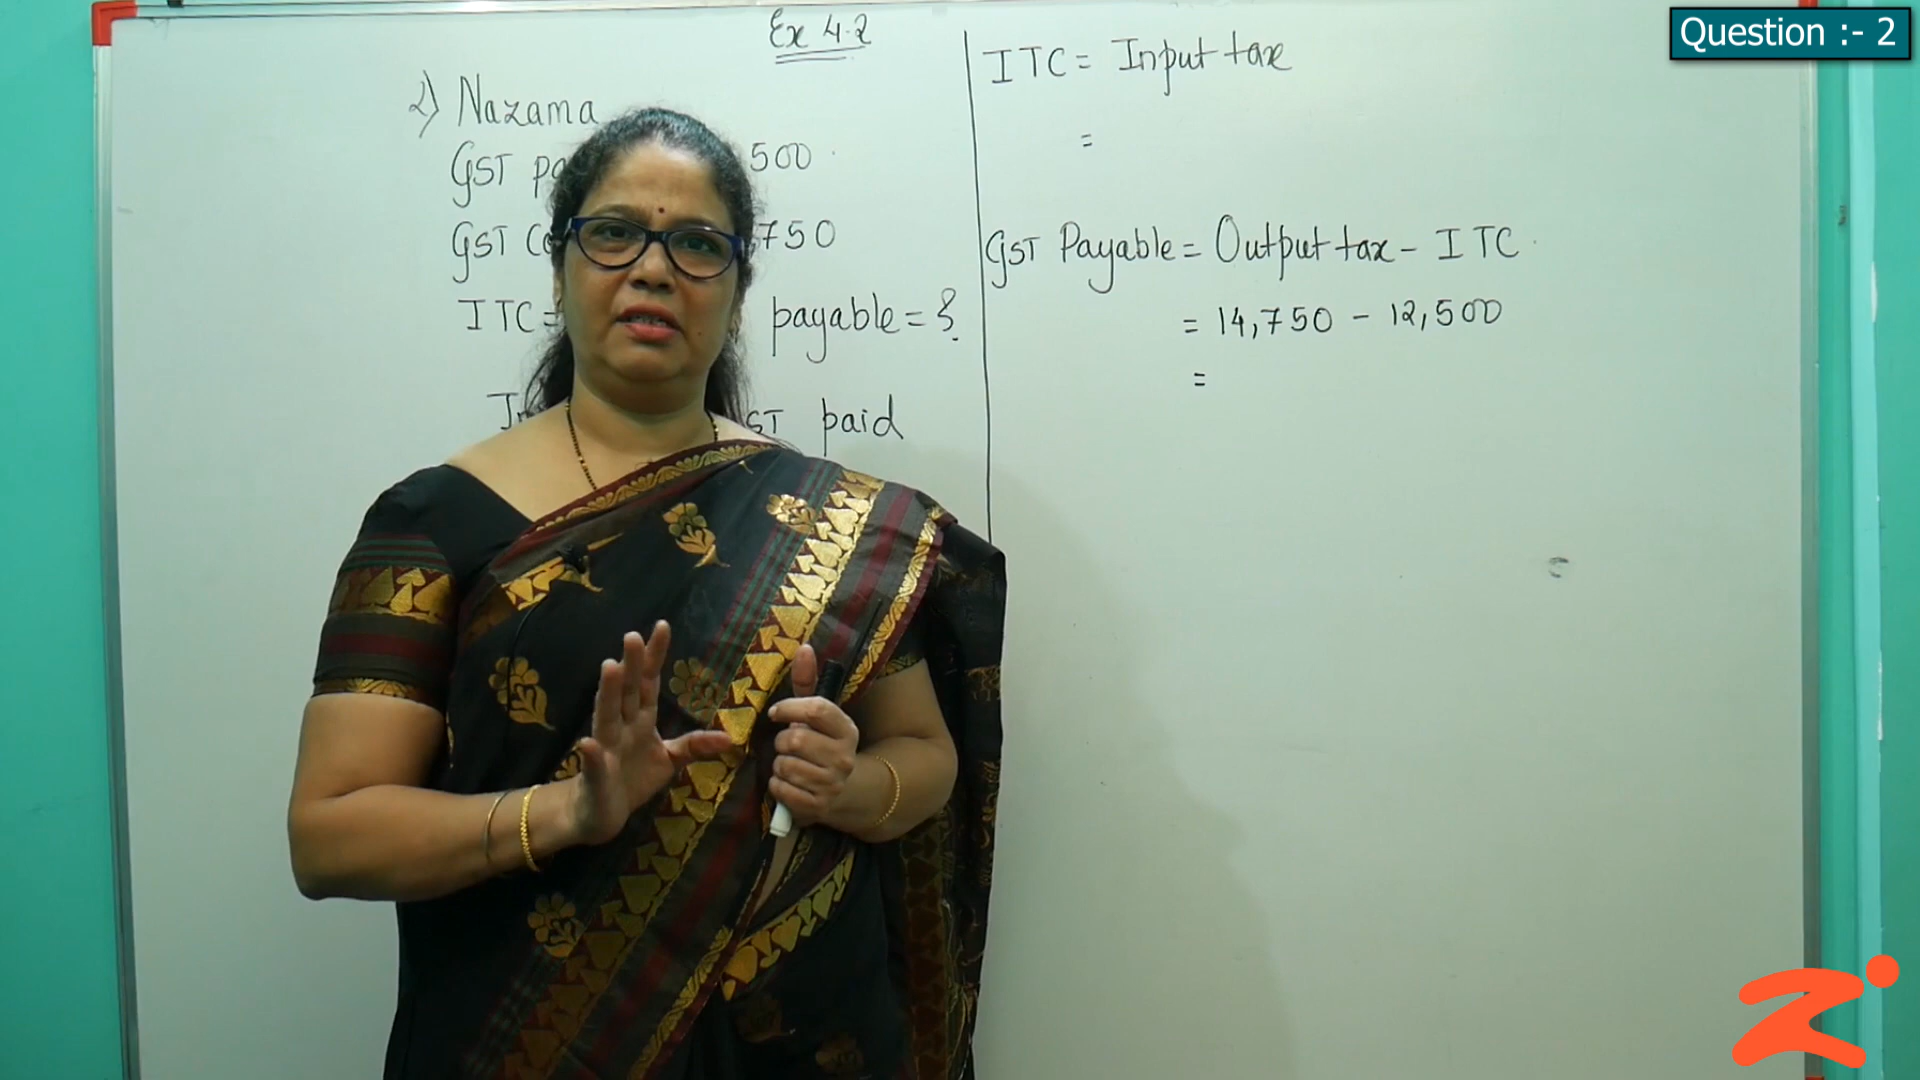 Question :- 2
Ex 4.2
2) Nazama
GST 500
GST 750
ITC = payable = ?
paid
ITC = Input tax
=
GST Payable = Output tax - ITC
= 14,750 - 12,500
=